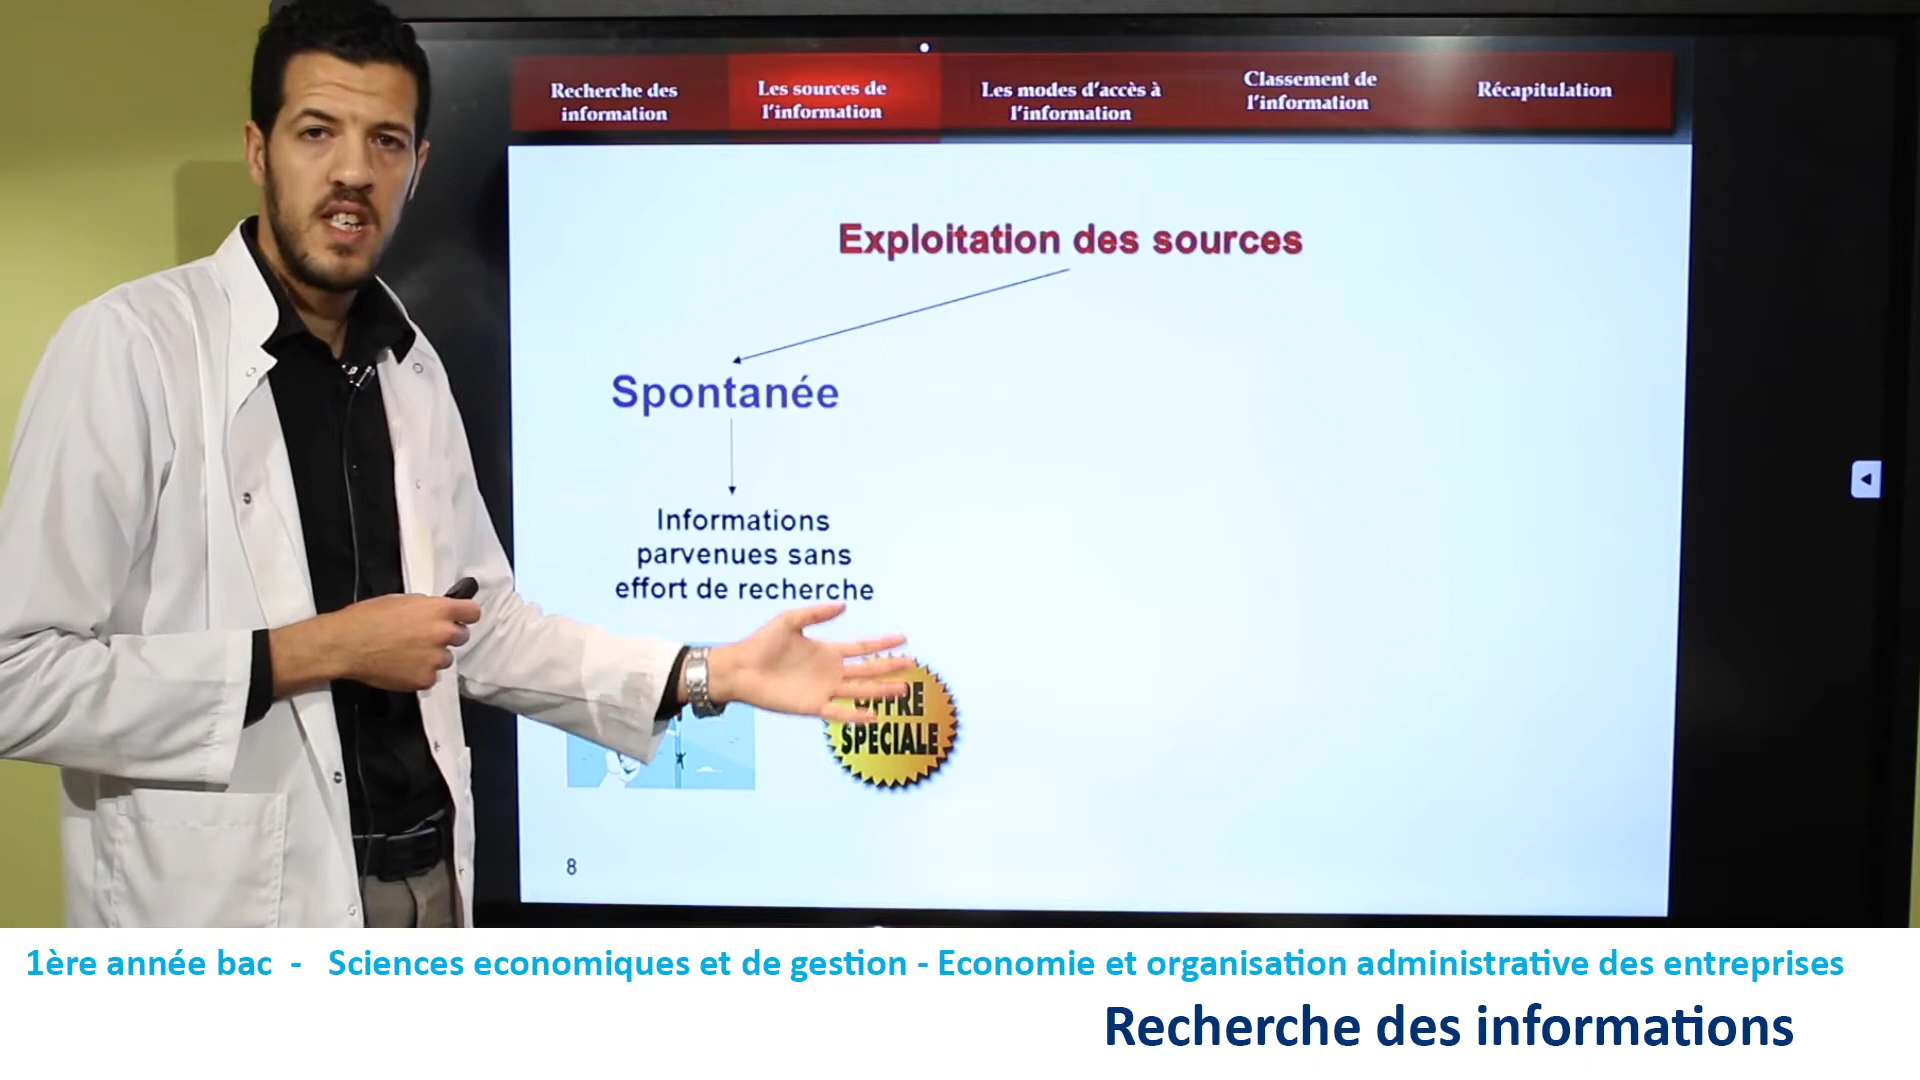 Recherche des
information
Les sources de
l'information
Les modes d'accès à
l'information
Classement de
l'information
Récapitulation
Exploitation des sources
Spontanée
Informations
parvenues sans
effort de recherche
OFFRE
SPECIALE
8
1ère année bac - Sciences economiques et de gestion - Economie et organisation administrative des entreprises
Recherche des informations